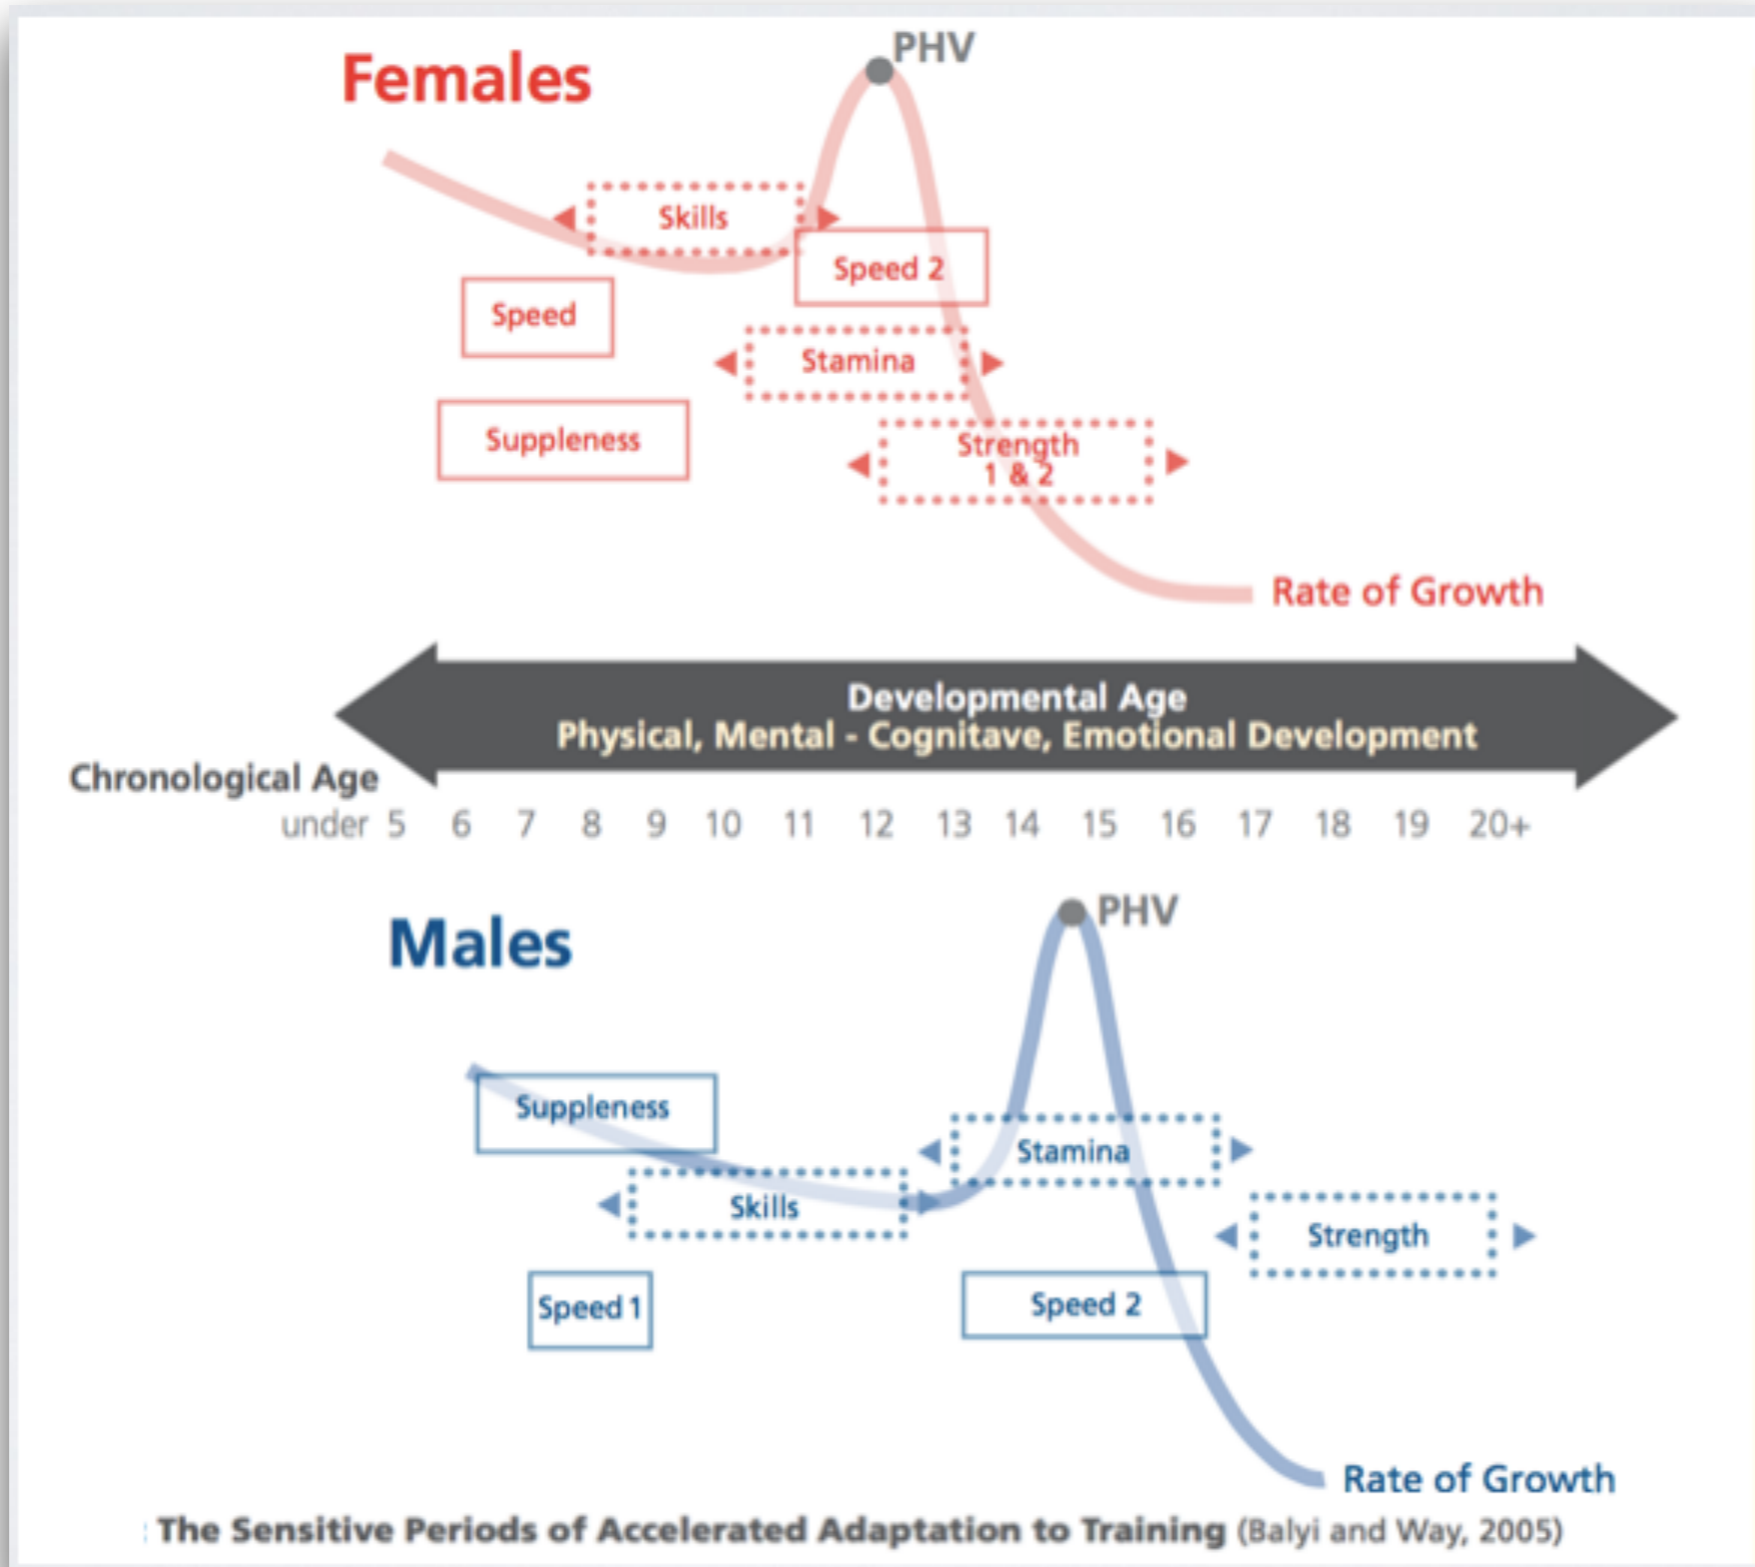 PHV
Females
Skills
Speed 2
Speed
Stamina
Suppleness
Strength
1 & 2
Rate of Growth
Developmental Age
Physical, Mental - Cognitave, Emotional Development
Chronological Age
under 5 6 7 8 9 10 11 12 13 14 15 16 17 18 19 20+
PHV
Males
Suppleness
Stamina
Skills
Strength
Speed 1
Speed 2
Rate of Growth
The Sensitive Periods of Accelerated Adaptation to Training (Balyi and Way, 2005)